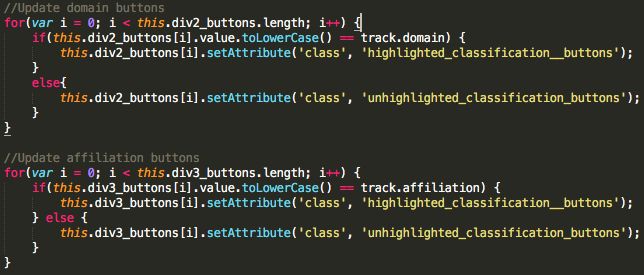 //Update domain buttons
for(var i = 0; i < this.div2_buttons.length; i++) {
    if(this.div2_buttons[i].value.toLowerCase() == track.domain) {
        this.div2_buttons[i].setAttribute('class', 'highlighted_classification__buttons');
    }
    else{
        this.div2_buttons[i].setAttribute('class', 'unhighlighted_classification_buttons');
    }
}

//Update affiliation buttons
for(var i = 0; i < this.div3_buttons.length; i++) {
    if(this.div3_buttons[i].value.toLowerCase() == track.affiliation) {
        this.div3_buttons[i].setAttribute('class', 'highlighted_classification__buttons');
    } else {
        this.div3_buttons[i].setAttribute('class', 'unhighlighted_classification_buttons');
    }
}